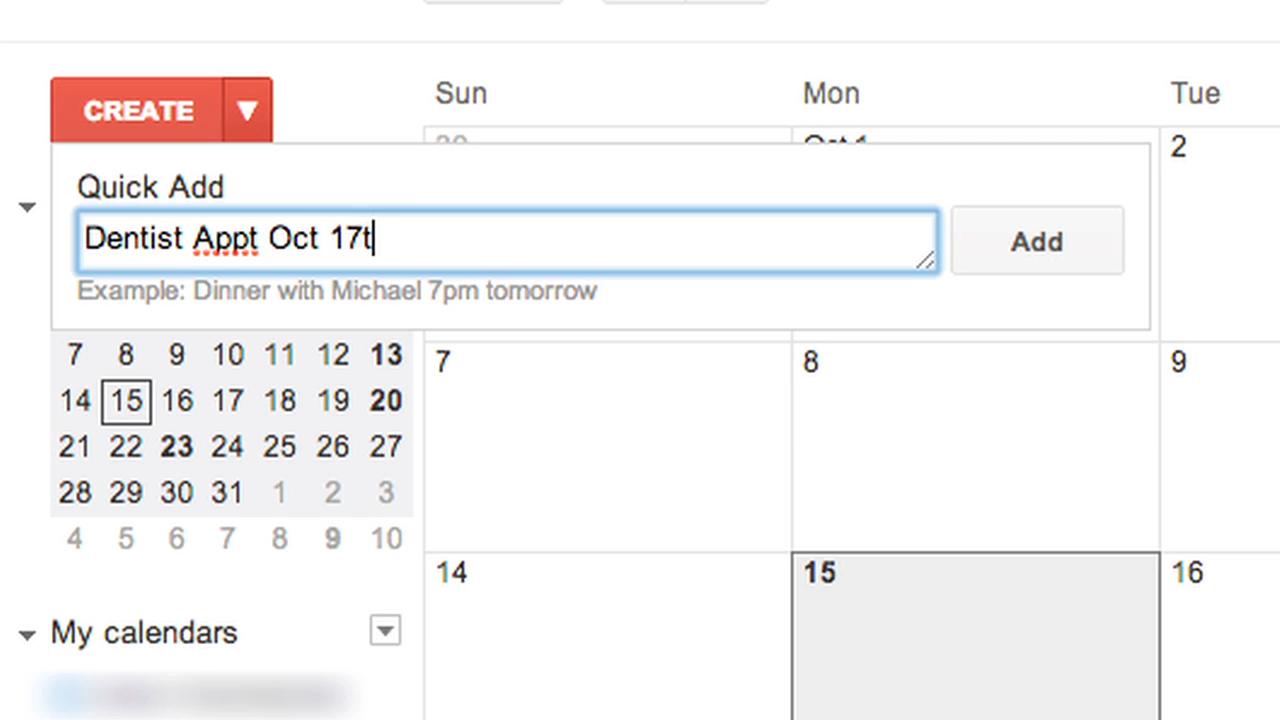 CREATE
Sun Mon Tue
30 Oct 1 2
Quick Add
Dentist Appt Oct 17t
Add
Example: Dinner with Michael 7pm tomorrow
7 8 9 10 11 12 13
14 15 16 17 18 19 20
21 22 23 24 25 26 27
28 29 30 31 1 2 3
4 5 6 7 8 9 10
7 8 9
14 15 16
My calendars